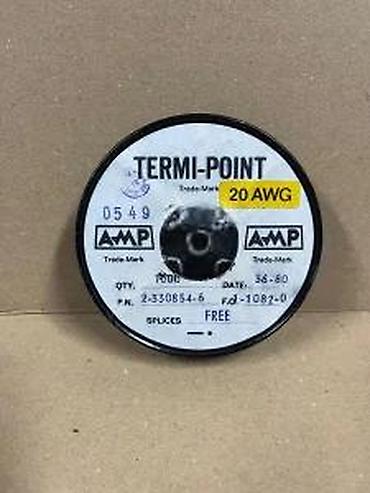 TERMI-POINT
Trade-Mark
20 AWG
0549
AMP
AMP
Trade-Mark
Trade-Mark
QTY. DATE: 36-80
P.N. 2-330854-6 F.d-1082-0
SPLICES FREE